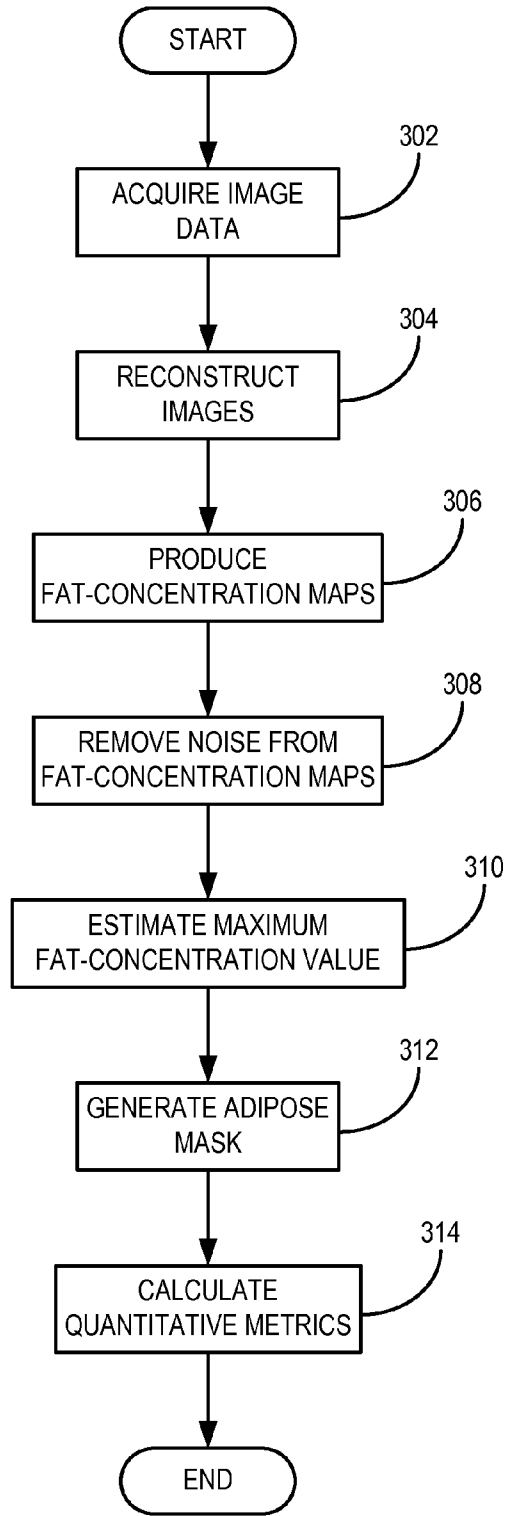 START
302
ACQUIRE IMAGE
DATA
304
RECONSTRUCT
IMAGES
306
PRODUCE
FAT-CONCENTRATION MAPS
308
REMOVE NOISE FROM
FAT-CONCENTRATION MAPS
310
ESTIMATE MAXIMUM
FAT-CONCENTRATION VALUE
312
GENERATE ADIPOSE
MASK
314
CALCULATE
QUANTITATIVE METRICS
END